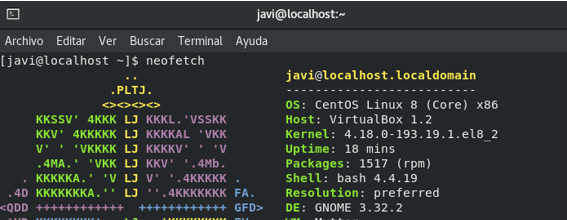 javi@localhost:~
Archivo Editar Ver Buscar Terminal Ayuda
[javi@localhost ~]$ neofetch
..
.PLTJ.
<><><><>
KKSSV' 4KKK LJ KKKL.'VSSKK
KKV' 4KKKKK LJ KKKKAL 'VKK
V' ' 'VKKKK LJ KKKKV' ' 'V
.4MA.' 'VKK LJ KKV' '.4Mb.
. KKKKKA.' 'V LJ V' '.4KKKKK .
.4D KKKKKKKA.'' LJ ''.4KKKKKKK FA.
<QDD ++++++++++++ ++++++++++++ GFD>
javi@localhost.localdomain
--------------------------
OS: CentOS Linux 8 (Core) x86
Host: VirtualBox 1.2
Kernel: 4.18.0-193.19.1.el8_2
Uptime: 18 mins
Packages: 1517 (rpm)
Shell: bash 4.4.19
Resolution: preferred
DE: GNOME 3.32.2